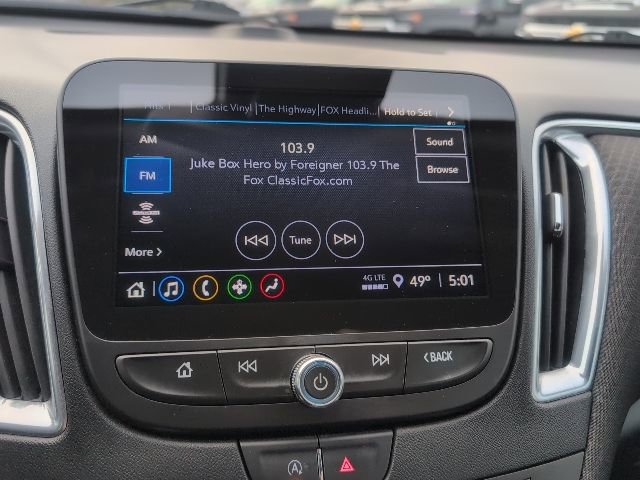 Classic Vinyl | The Highway | FOX Headli... Hold to Set >
AM
103.9
Sound
Juke Box Hero by Foreigner 103.9 The
Fox ClassicFox.com
FM
Browse
Tune
More >
4G LTE
49° 5:01
BACK